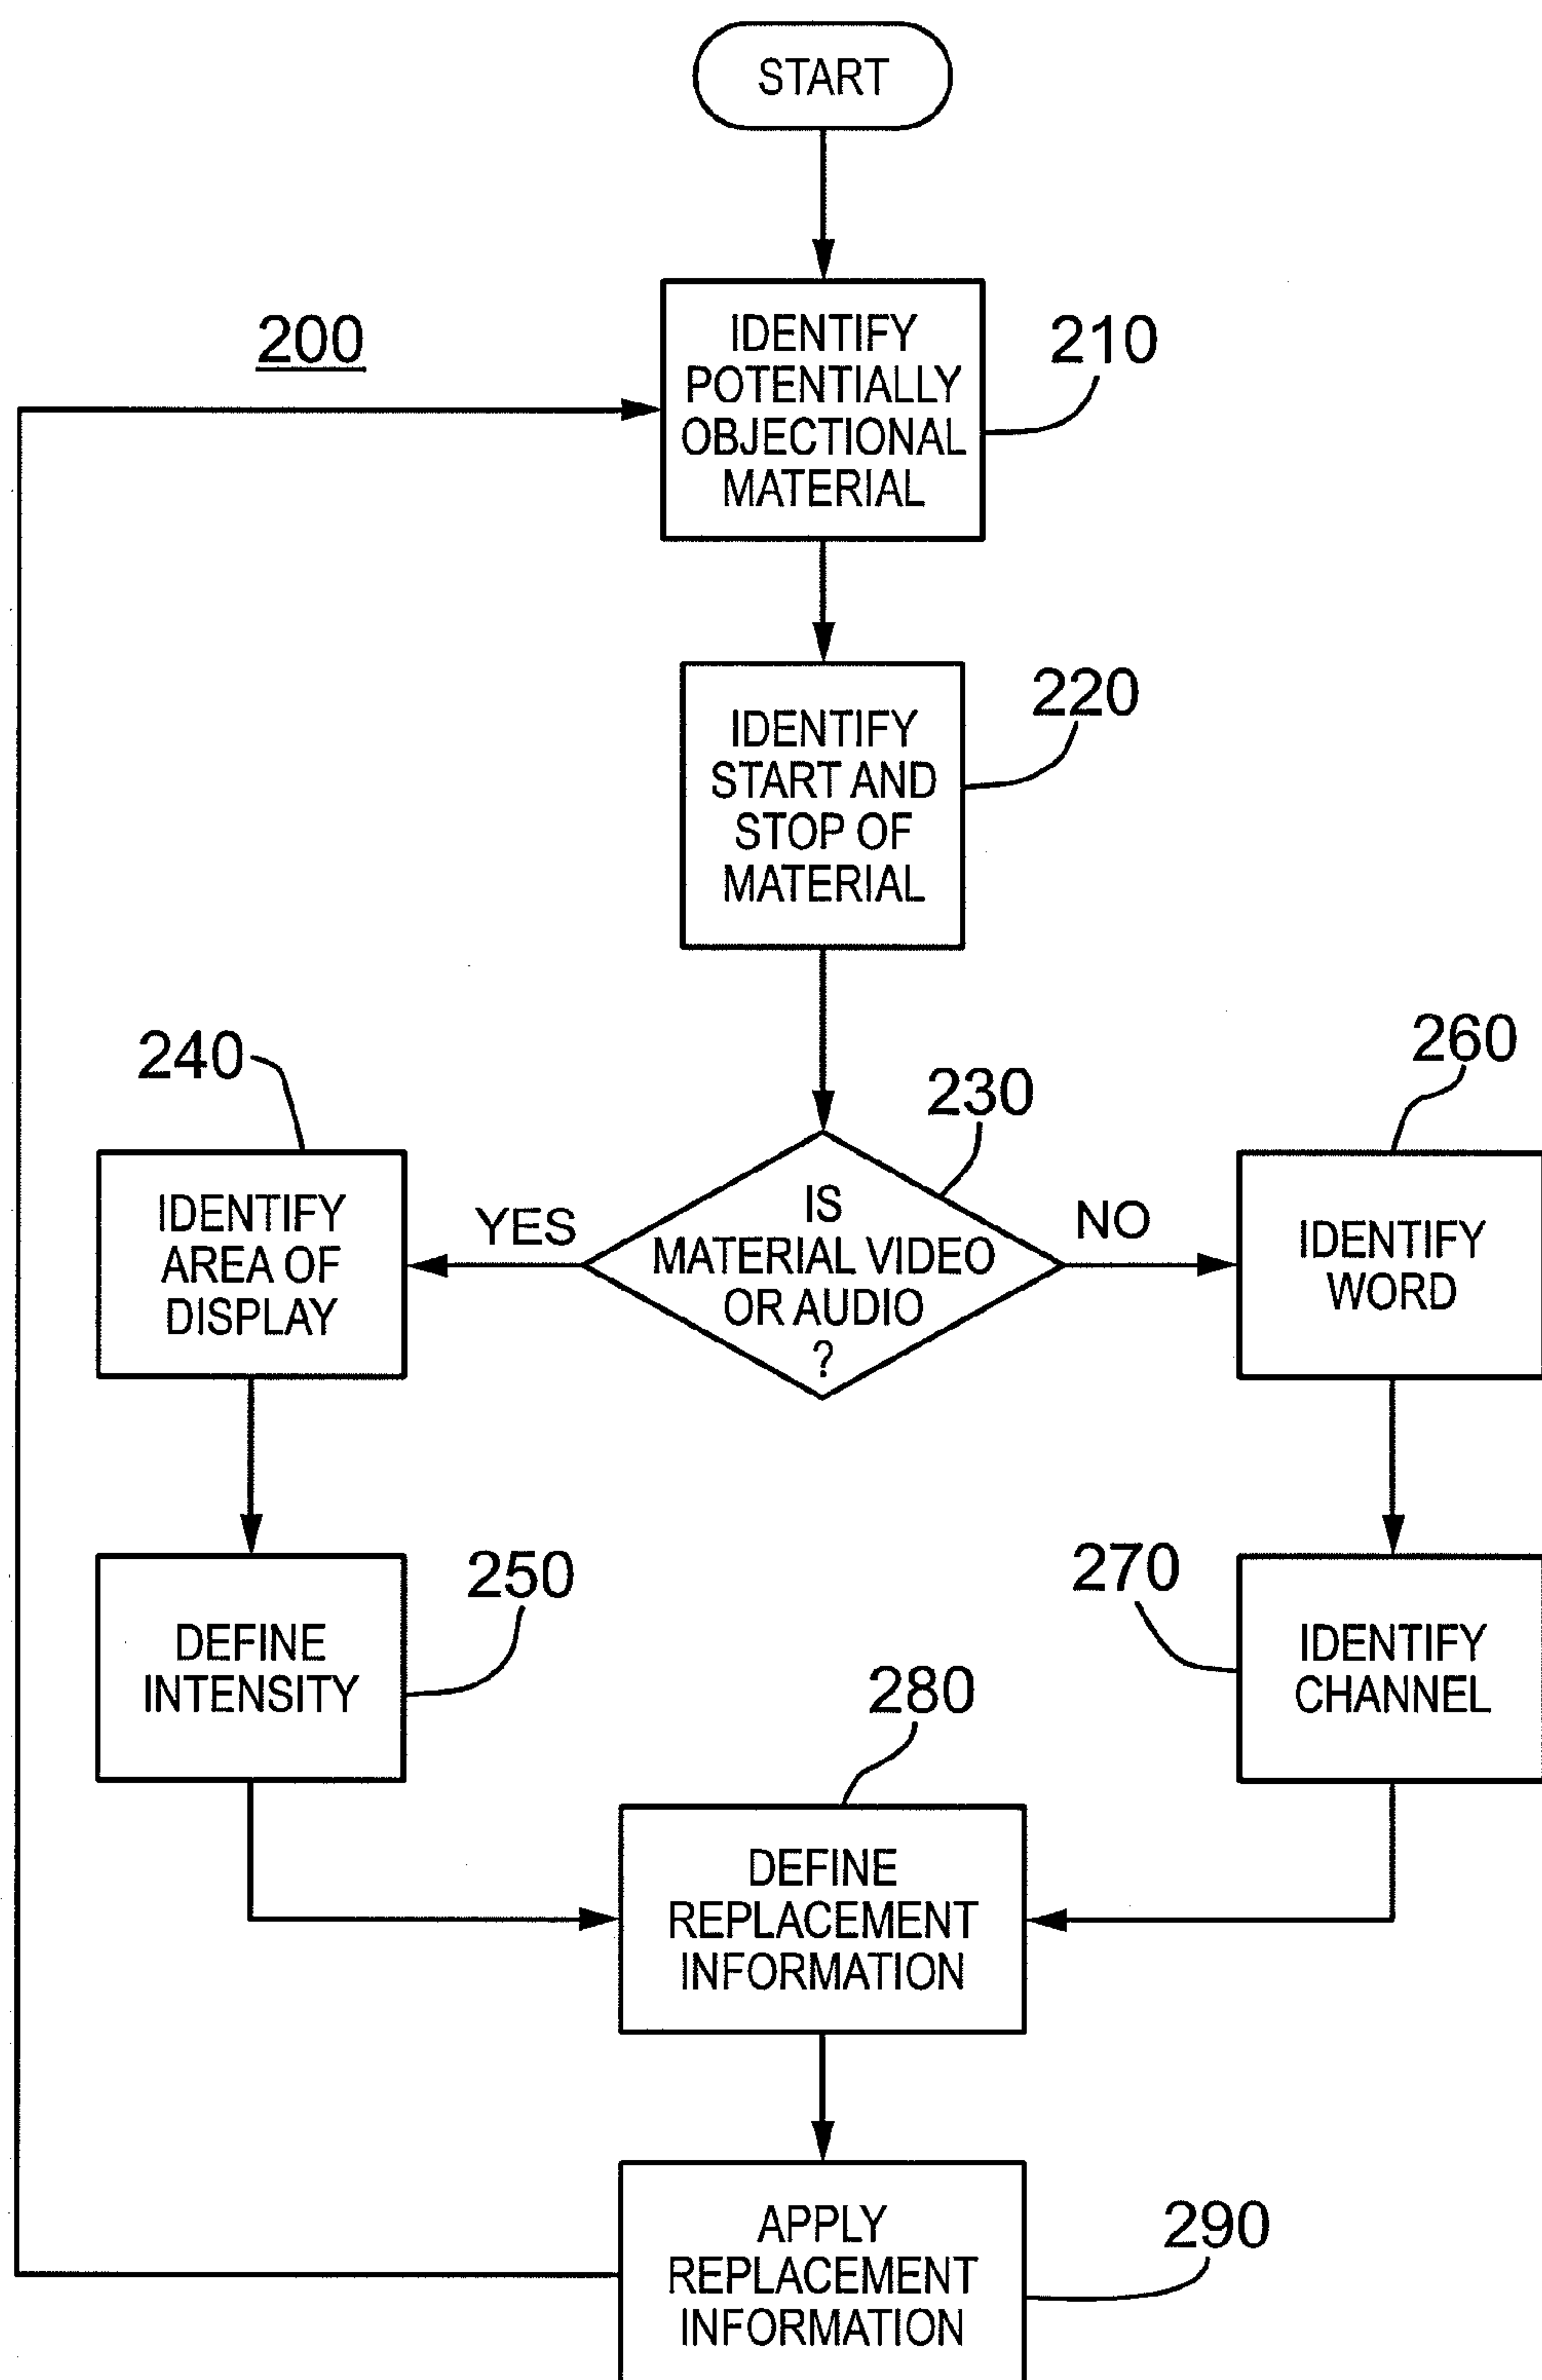 START
200
IDENTIFY
POTENTIALLY
OBJECTIONAL
MATERIAL
210
IDENTIFY
START AND
STOP OF
MATERIAL
220
240
IDENTIFY
AREA OF
DISPLAY
YES
230
IS
MATERIAL VIDEO
OR AUDIO
?
NO
260
IDENTIFY
WORD
DEFINE
INTENSITY
250
270
IDENTIFY
CHANNEL
280
DEFINE
REPLACEMENT
INFORMATION
APPLY
REPLACEMENT
INFORMATION
290